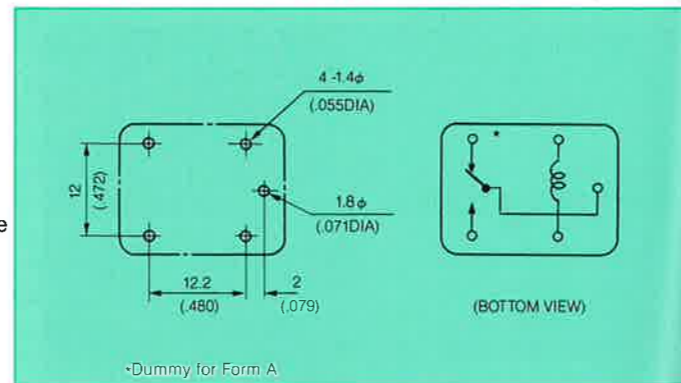 4 -1.4ϕ
(.055DIA)
12
(.472)
1.8ϕ
(.071DIA)
12.2
(.480)
2
(.079)
*
(BOTTOM VIEW)
e
*Dummy for Form A